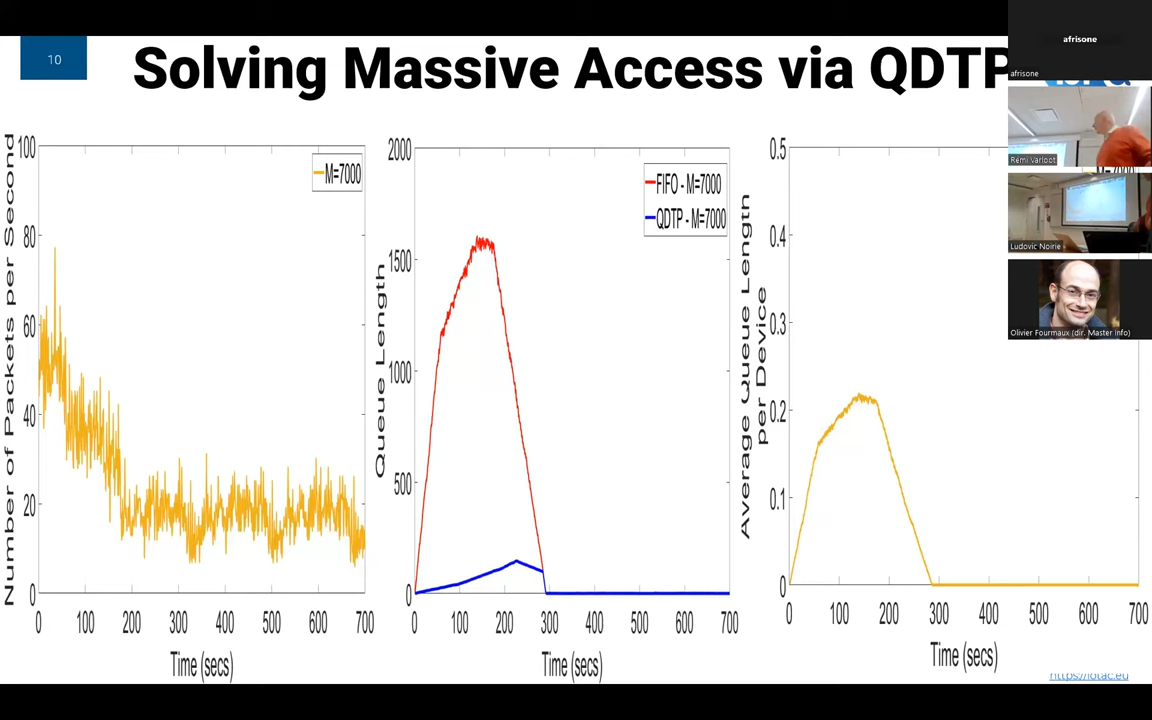 10
Solving Massive Access via QDTP
Number of Packets per Second
100
80
60
40
20
0
M=7000
0 100 200 300 400 500 600 700
Time (secs)
Queue Length
2000
1500
1000
500
0
FIFO - M=7000
QDTP - M=7000
0 100 200 300 400 500 600 700
Time (secs)
Average Queue Length
per Device
0.5
0.4
0.3
0.2
0.1
0
0 100 200 300 400 500 600 700
Time (secs)
https://iotac.eu
afrisone
afrisone
Rémi Varloot
Ludovic Noirie
Olivier Fourmaux (dir. Master Info)